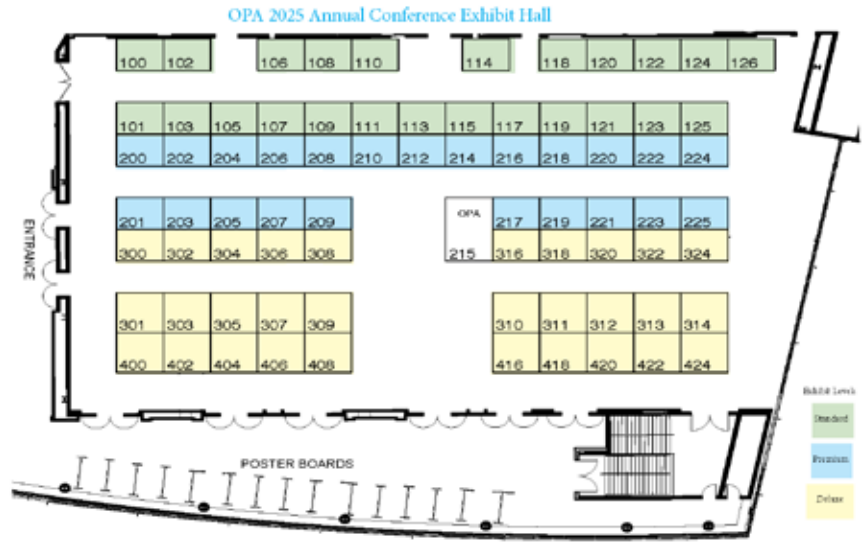 OPA 2025 Annual Conference Exhibit Hall
100 102 106 108 110 114 118 120 122 124 126
101 103 105 107 109 111 113 115 117 119 121 123 125
200 202 204 206 208 210 212 214 216 218 220 222 224
201 203 205 207 209 OPA 217 219 221 223 225
300 302 304 306 308 215 316 318 320 322 324
ENTRANCE
301 303 305 307 309 310 311 312 313 314
400 402 404 406 408 416 418 420 422 424
Exhibit Levels
Standard
Premium
Deluxe
POSTER BOARDS